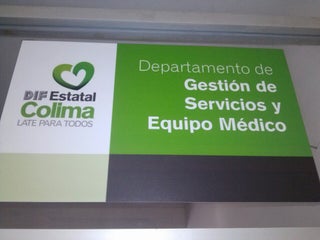 DIF Estatal
Colima
LATE PARA TODOS
Departamento de
Gestión de
Servicios y
Equipo Médico